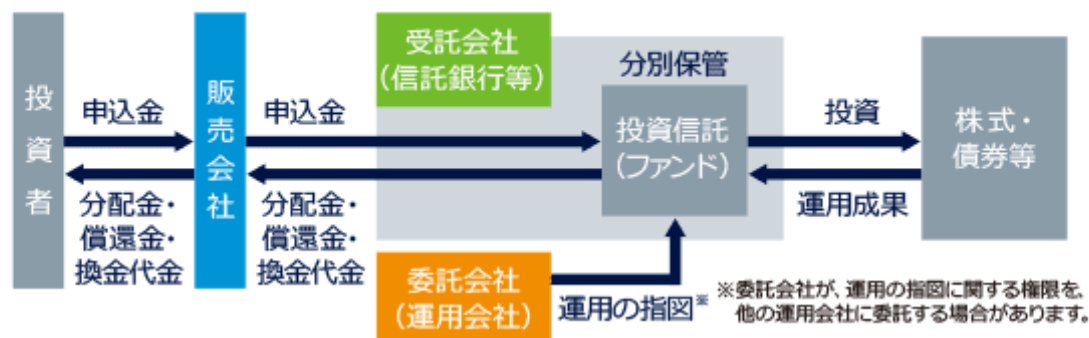 投資者
申込金
分配金・
償還金・
換金代金
販売会社
申込金
分配金・
償還金・
換金代金
受託会社
（信託銀行等）
分別保管
投資信託
（ファンド）
委託会社
（運用会社）
運用の指図※
投資
運用成果
株式・
債券等
※委託会社が、運用の指図に関する権限を、
他の運用会社に委託する場合があります。